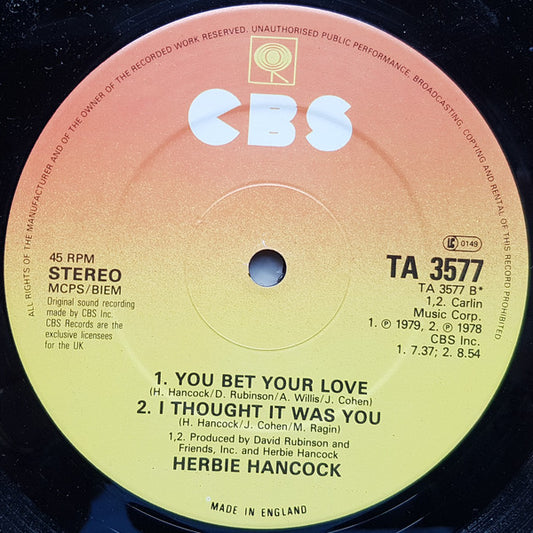 ALL RIGHTS OF THE MANUFACTURER AND OF THE OWNER OF THE RECORDED WORK RESERVED. UNAUTHORISED PUBLIC PERFORMANCE, BROADCASTING, COPYING AND RENTAL OF THIS RECORD PROHIBITED
CBS
LC 0149
45 RPM
STEREO
MCPS/BIEM
Original sound recording
made by CBS Inc.
CBS Records are the
exclusive licensees
for the UK
TA 3577
TA 3577 B*
1,2. Carlin
Music Corp.
1. ℗ 1979, 2. ℗ 1978
CBS Inc.
1. 7.37; 2. 8.54
1. YOU BET YOUR LOVE
(H. Hancock/D. Rubinson/A. Willis/J. Cohen)
2. I THOUGHT IT WAS YOU
(H. Hancock/J. Cohen/M. Ragin)
1,2. Produced by David Rubinson and
Friends, Inc. and Herbie Hancock
HERBIE HANCOCK
MADE IN ENGLAND